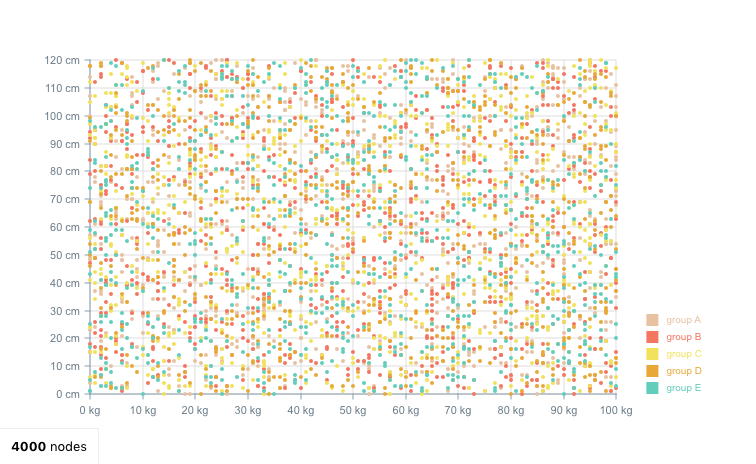 120 cm
110 cm
100 cm
90 cm
80 cm
70 cm
60 cm
50 cm
40 cm
30 cm
20 cm
10 cm
0 cm
0 kg 10 kg 20 kg 30 kg 40 kg 50 kg 60 kg 70 kg 80 kg 90 kg 100 kg
group A
group B
group C
group D
group E
4000 nodes